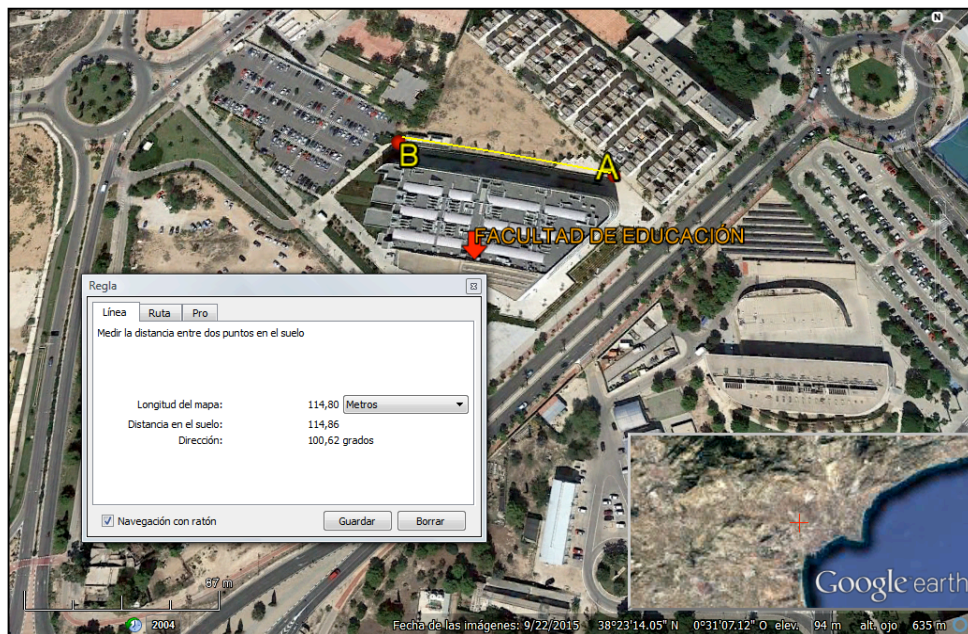 N
B
A
FACULTAD DE EDUCACIÓN
Regla
Línea Ruta Pro
Medir la distancia entre dos puntos en el suelo
Longitud del mapa: 114,80 Metros
Distancia en el suelo: 114,86
Dirección: 100,62 grados
Navegación con ratón Guardar Borrar
87 m
Google earth
2004 Fecha de las imágenes: 9/22/2015 38°23'14.05" N 0°31'07.12" O elev. 94 m alt. ojo 635 m